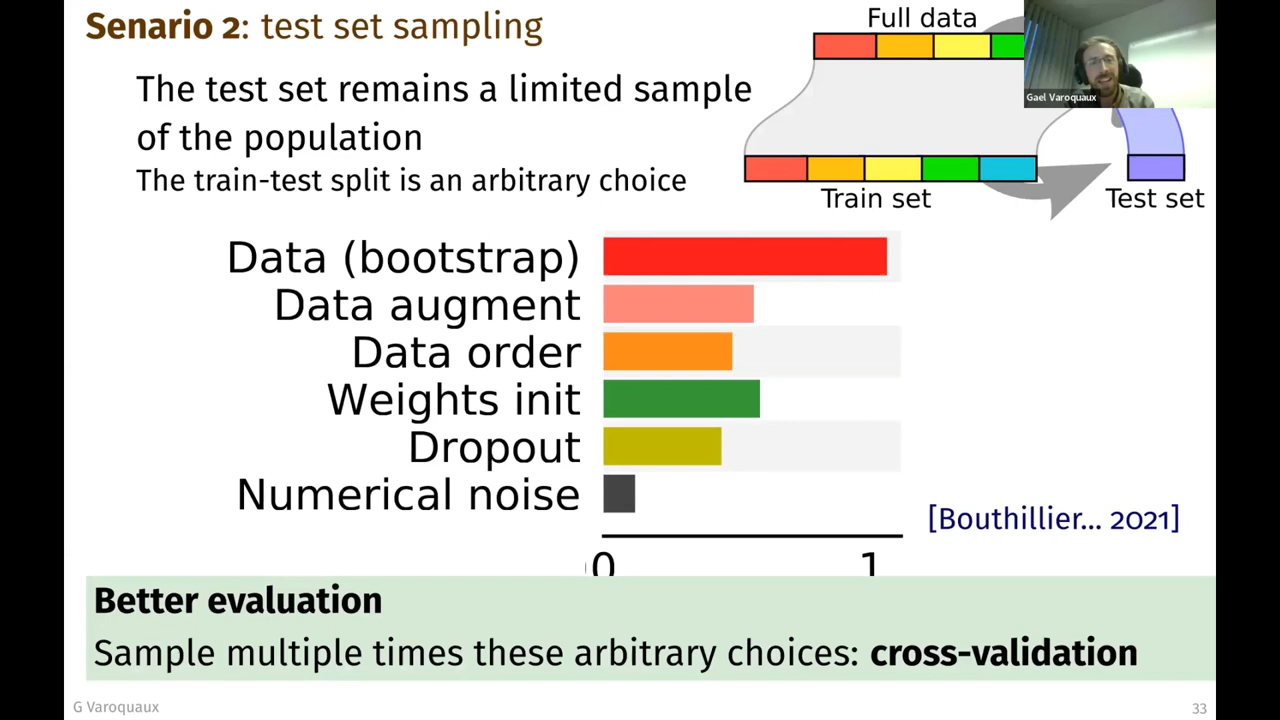 Senario 2: test set sampling
Full data
Gael Varoquaux
The test set remains a limited sample
of the population
The train-test split is an arbitrary choice
Train set
Test set
Data (bootstrap)
Data augment
Data order
Weights init
Dropout
Numerical noise
[Bouthillier... 2021]
0 1
Better evaluation
Sample multiple times these arbitrary choices: cross-validation
G Varoquaux
33